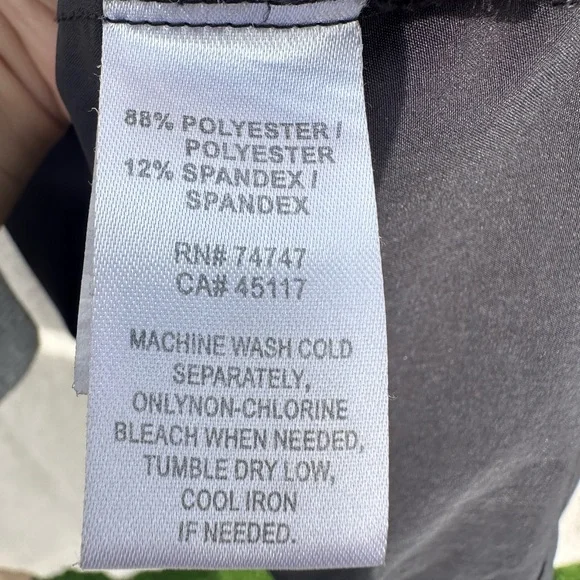 88% POLYESTER /
POLYESTER
12% SPANDEX /
SPANDEX
RN# 74747
CA# 45117
MACHINE WASH COLD
SEPARATELY,
ONLYNON-CHLORINE
BLEACH WHEN NEEDED,
TUMBLE DRY LOW,
COOL IRON
IF NEEDED.